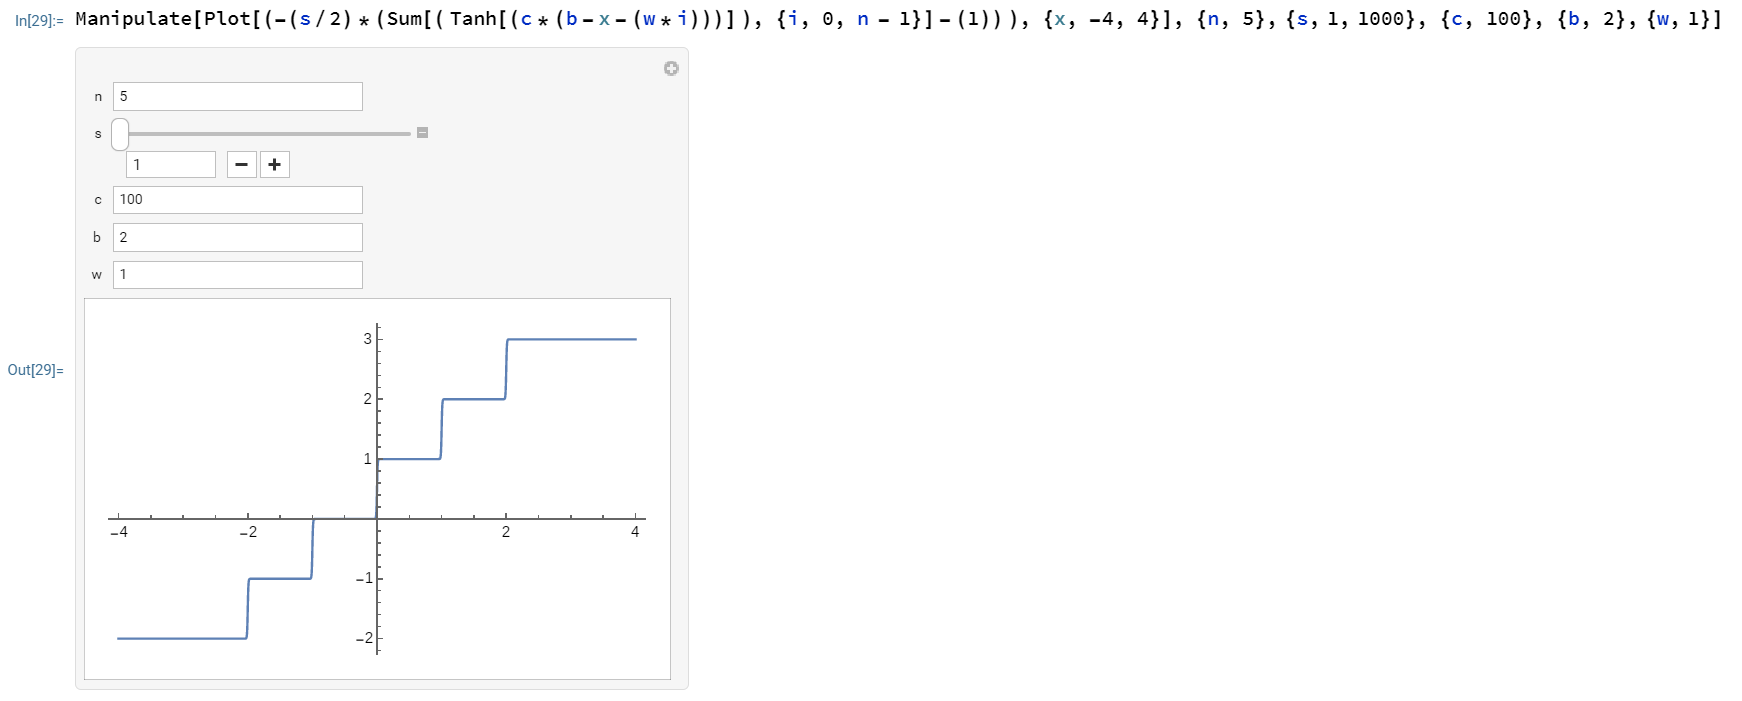 In[29]:= Manipulate[Plot[(-(s/2)*(Sum[(Tanh[(c*(b-x-(w*i)))]), {i, 0, n-1}]-(1))), {x, -4, 4}], {n, 5}, {s, 1, 1000}, {c, 100}, {b, 2}, {w, 1}]
n 5
s
1 - +
c 100
b 2
w 1
Out[29]=
3
2
1
-4 -2 2 4
-1
-2